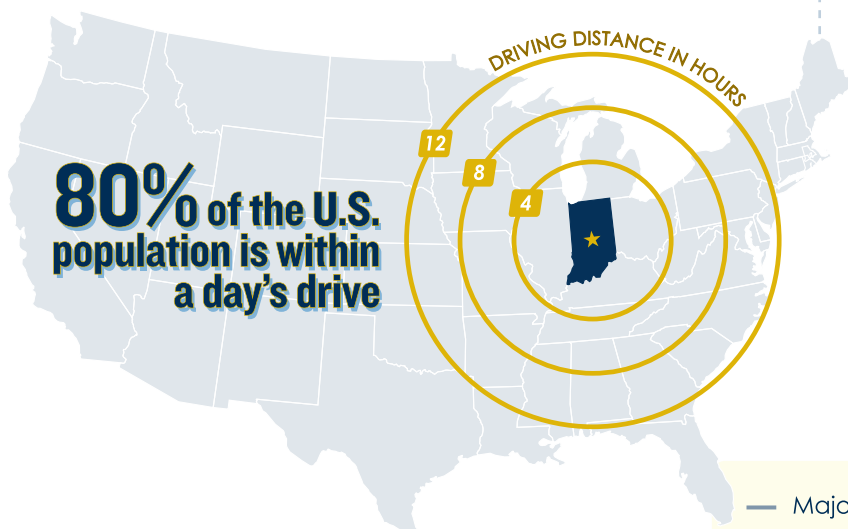 DRIVING DISTANCE IN HOURS
12
8
4
80% of the U.S.
population is within
a day's drive